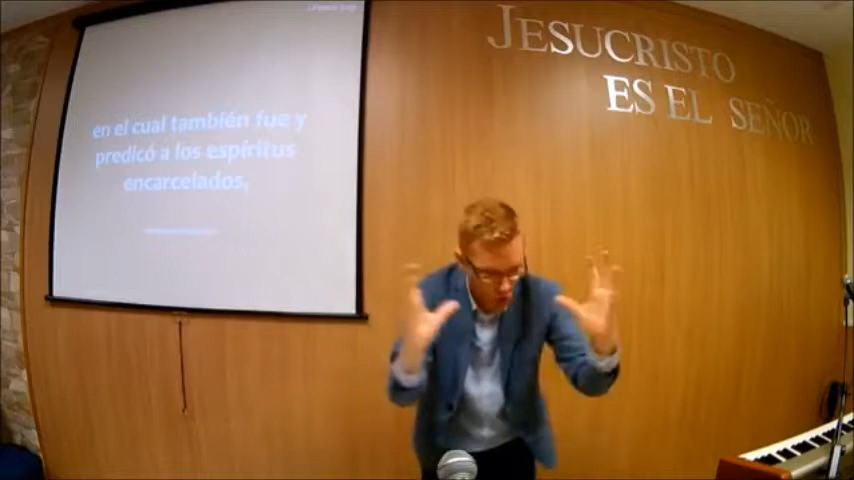 en el cual también fue y
predicó a los espíritus
encarcelados,
JESUCRISTO
ES EL SEÑOR